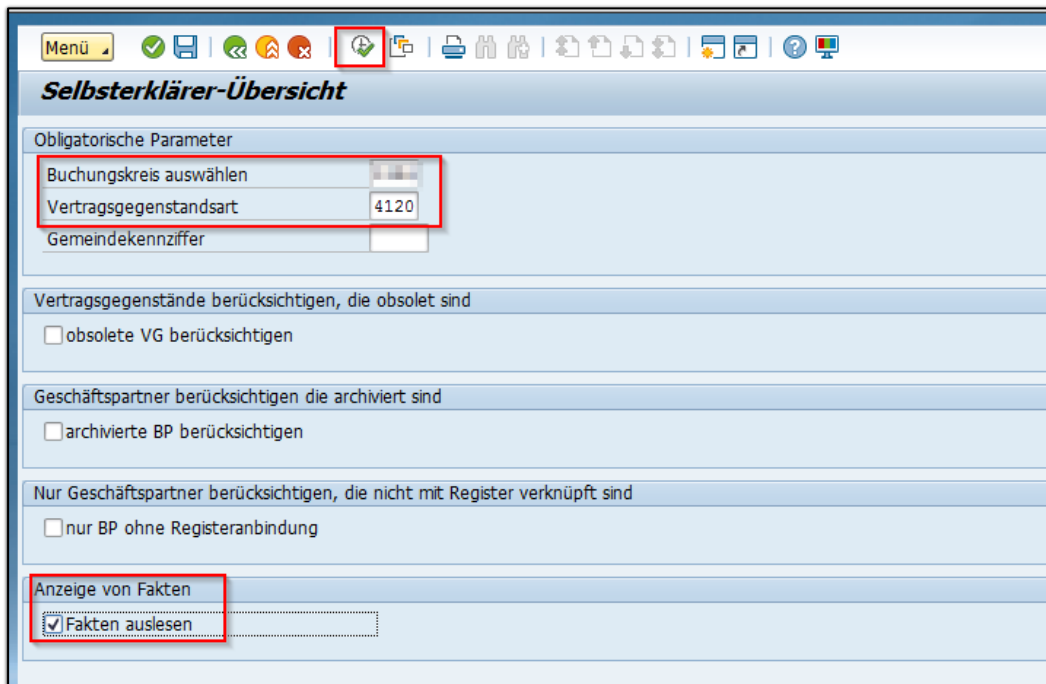 Menü
Selbsterklärer-Übersicht
Obligatorische Parameter
Buchungskreis auswählen
Vertragsgegenstandsart 4120
Gemeindekennziffer
Vertragsgegenstände berücksichtigen, die obsolet sind
obsolete VG berücksichtigen
Geschäftspartner berücksichtigen die archiviert sind
archivierte BP berücksichtigen
Nur Geschäftspartner berücksichtigen, die nicht mit Register verknüpft sind
nur BP ohne Registeranbindung
Anzeige von Fakten
Fakten auslesen